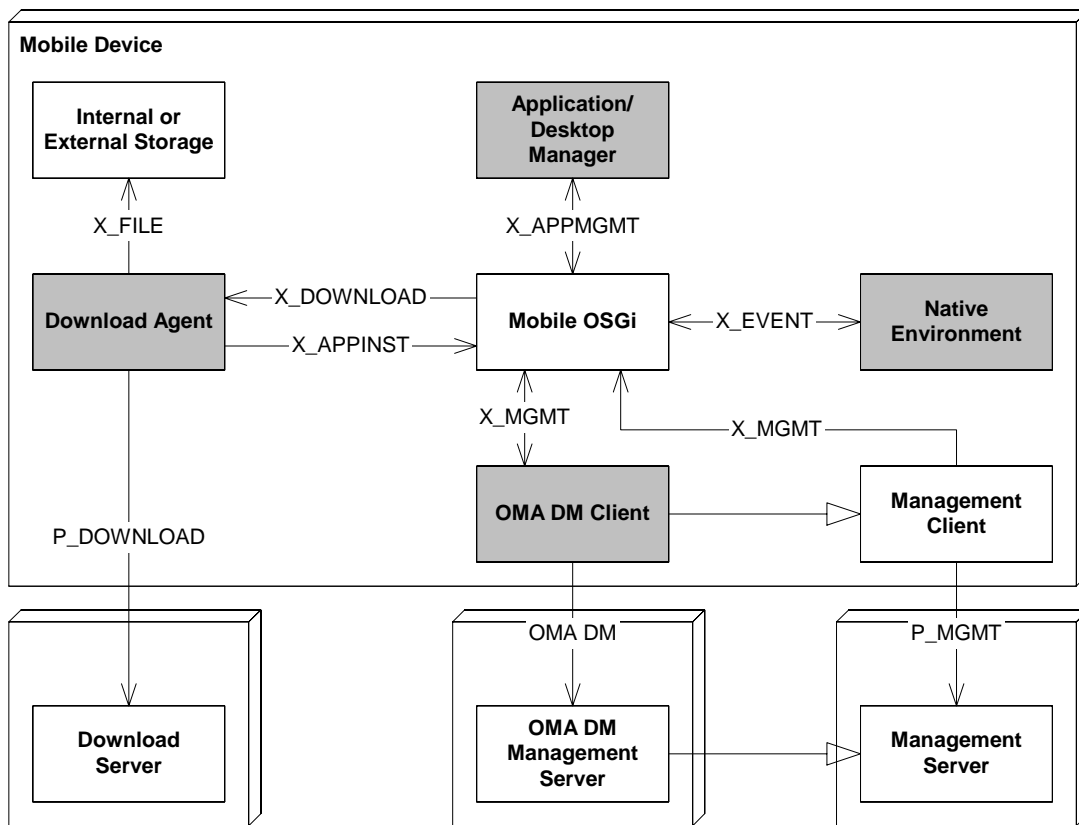 Mobile Device
Internal or
External Storage
Application/
Desktop
Manager
X_FILE
X_APPMGMT
Download Agent
X_DOWNLOAD
X_APPINST
Mobile OSGi
X_EVENT
Native
Environment
X_MGMT
X_MGMT
OMA DM Client
Management
Client
P_DOWNLOAD
OMA DM
P_MGMT
Download
Server
OMA DM
Management
Server
Management
Server